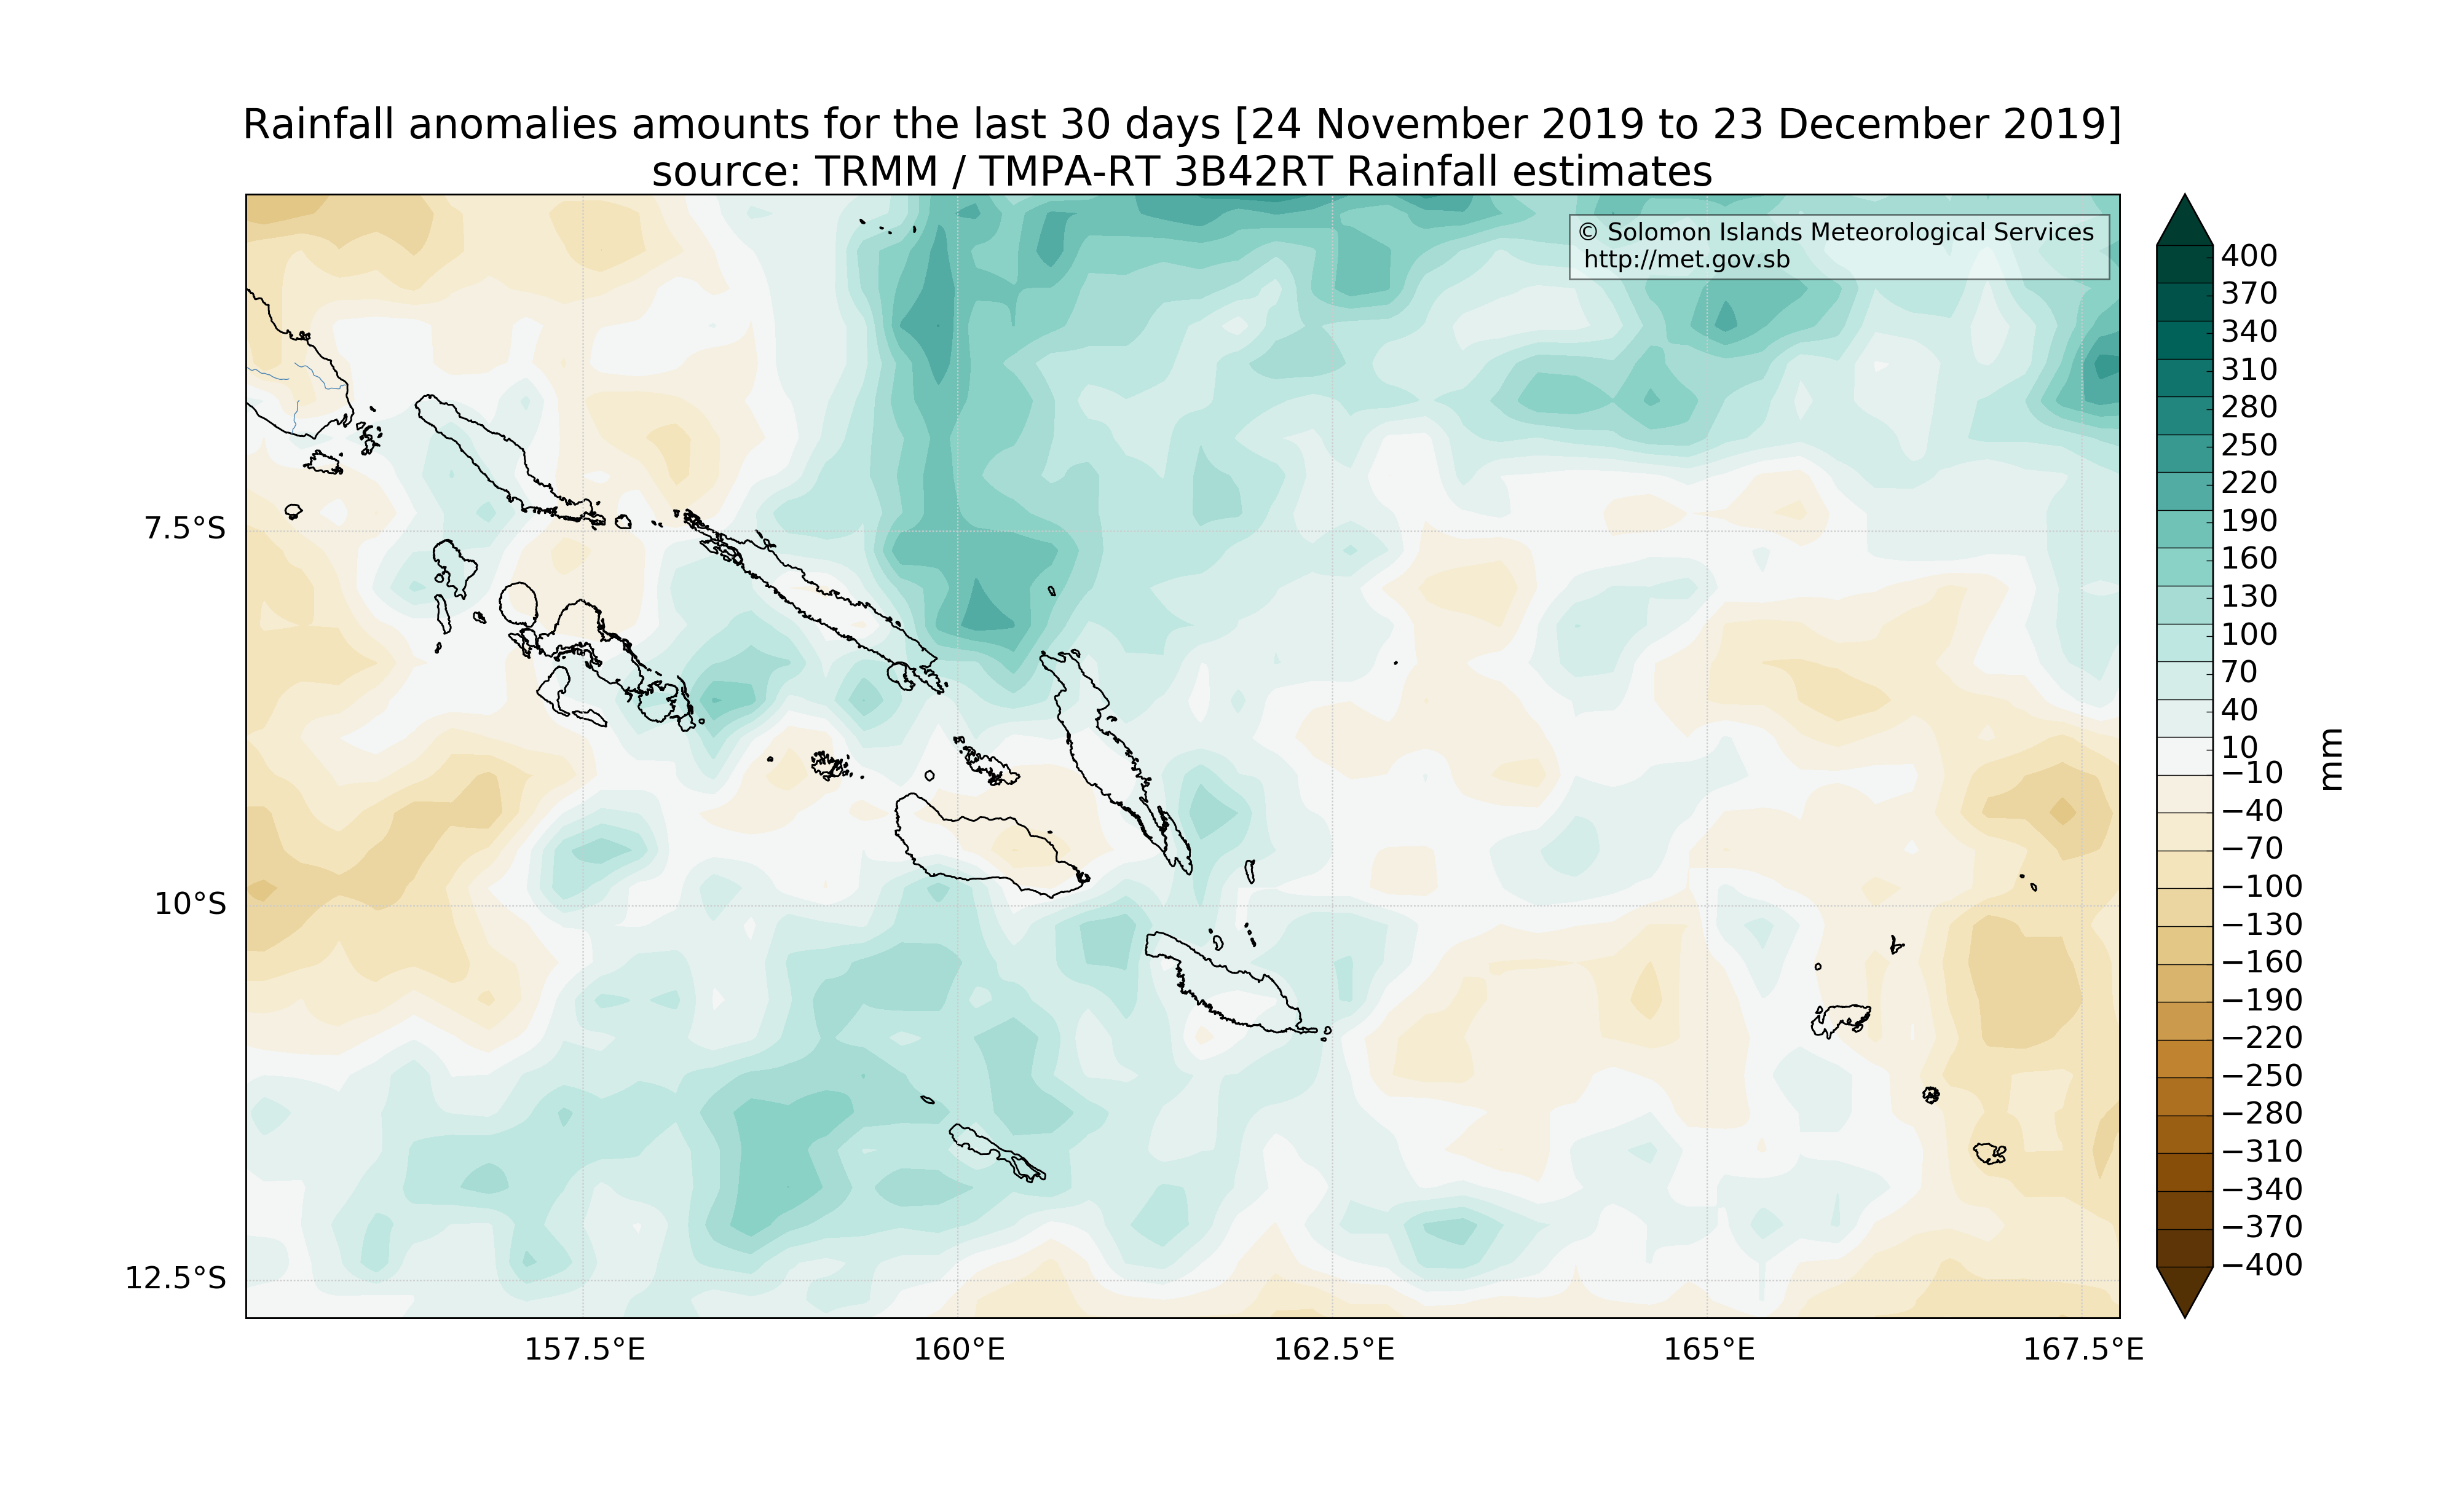 Rainfall anomalies amounts for the last 30 days [24 November 2019 to 23 December 2019]
source: TRMM / TMPA-RT 3B42RT Rainfall estimates
© Solomon Islands Meteorological Services
http://met.gov.sb
7.5°S
10°S
12.5°S
157.5°E
160°E
162.5°E
165°E
167.5°E
400
370
340
310
280
250
220
190
160
130
100
70
40
10
−10
−40
−70
−100
−130
−160
−190
−220
−250
−280
−310
−340
−370
−400
mm